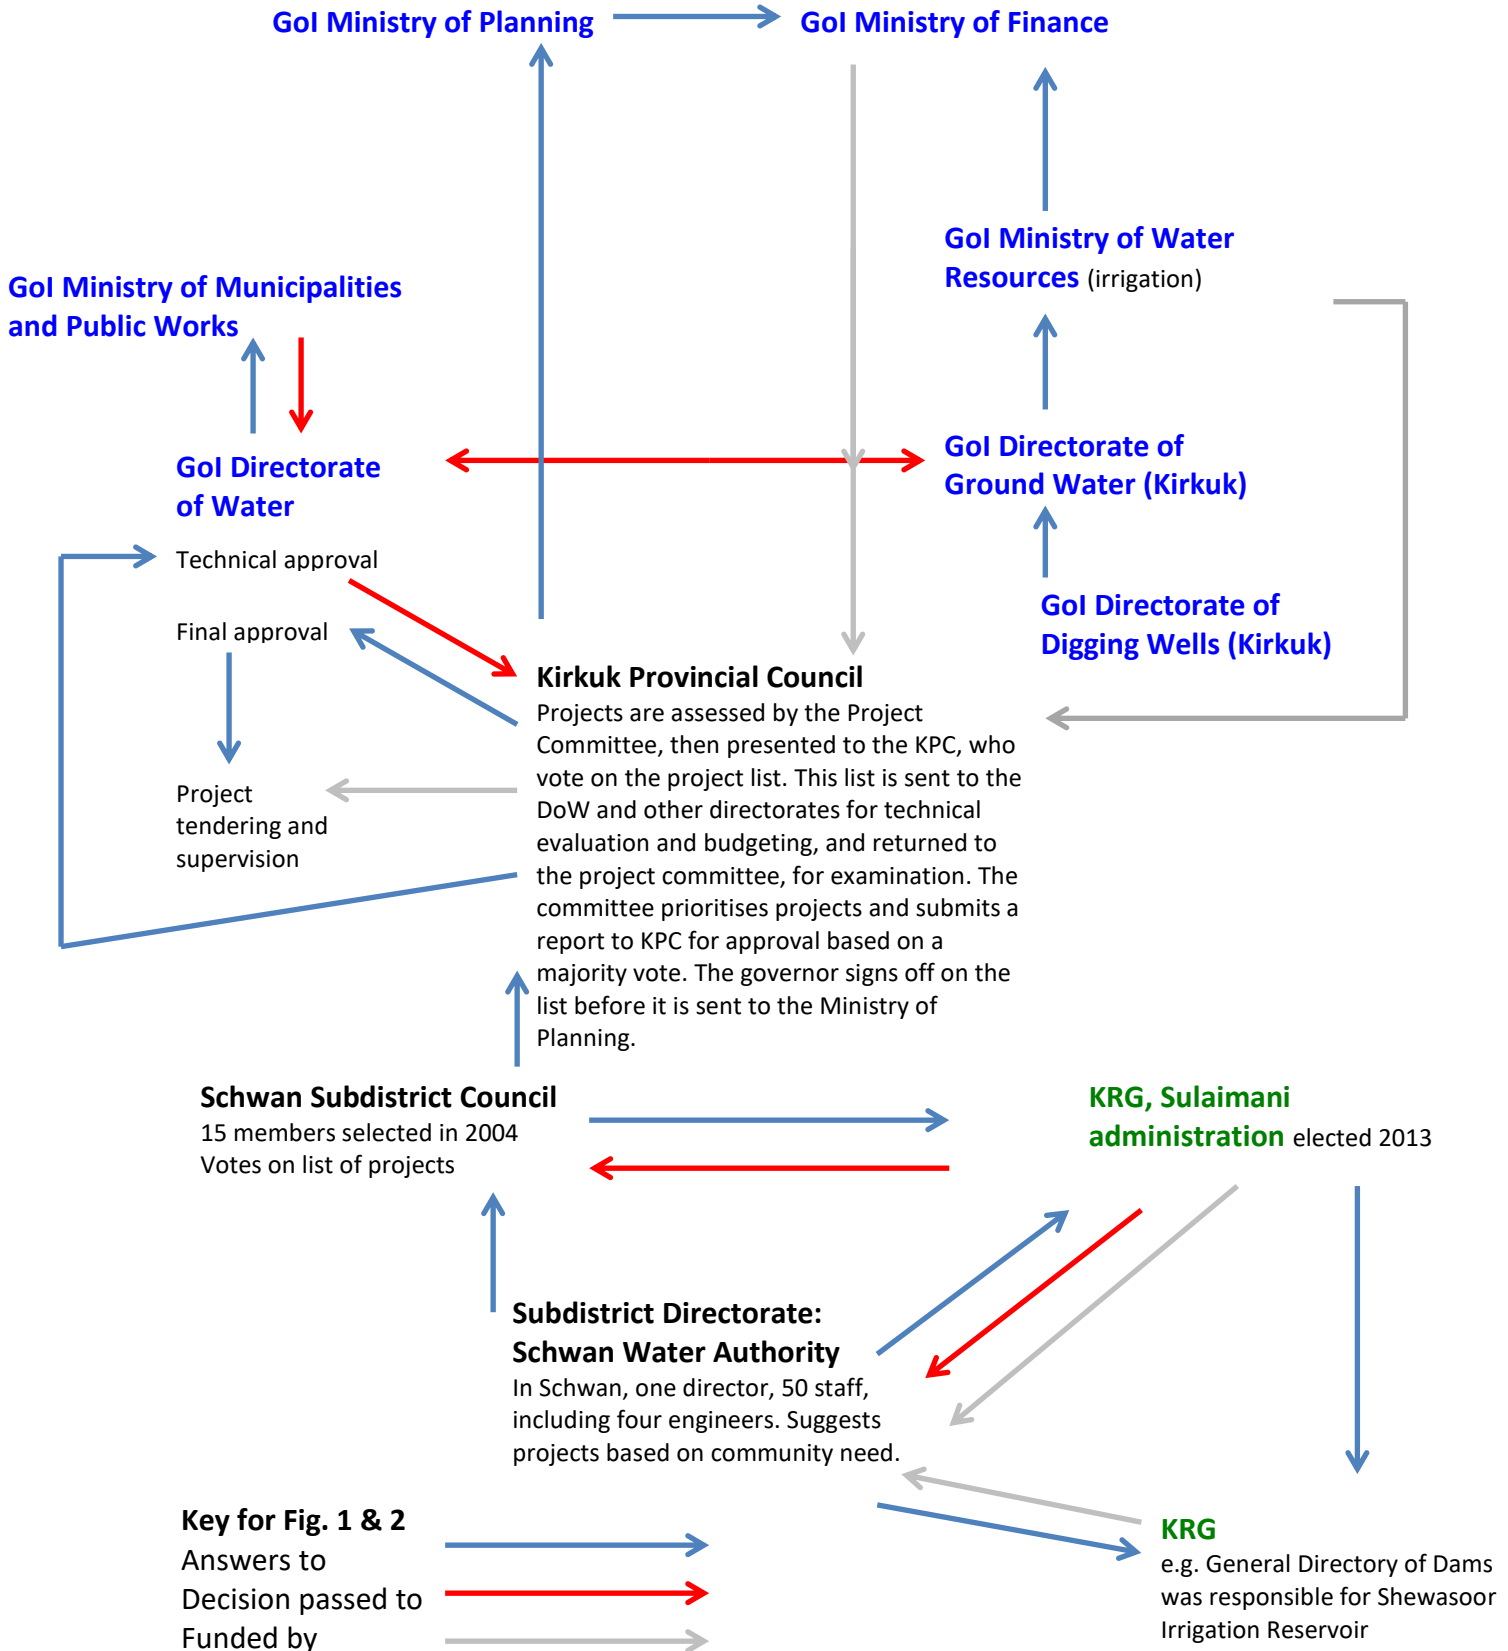 GoI Ministry of Planning
GoI Ministry of Finance
GoI Ministry of Water
Resources (irrigation)
GoI Ministry of Municipalities
and Public Works
GoI Directorate
of Water
GoI Directorate of
Ground Water (Kirkuk)
Technical approval
Final approval
GoI Directorate of
Digging Wells (Kirkuk)
Project
tendering and
supervision
Kirkuk Provincial Council
Projects are assessed by the Project
Committee, then presented to the KPC, who
vote on the project list. This list is sent to the
DoW and other directorates for technical
evaluation and budgeting, and returned to
the project committee, for examination. The
committee prioritises projects and submits a
report to KPC for approval based on a
majority vote. The governor signs off on the
list before it is sent to the Ministry of
Planning.
Schwan Subdistrict Council
15 members selected in 2004
Votes on list of projects
KRG, Sulaimani
administration elected 2013
Subdistrict Directorate:
Schwan Water Authority
In Schwan, one director, 50 staff,
including four engineers. Suggests
projects based on community need.
Key for Fig. 1 & 2
Answers to
Decision passed to
Funded by
KRG
e.g. General Directory of Dams
was responsible for Shewasoor
Irrigation Reservoir